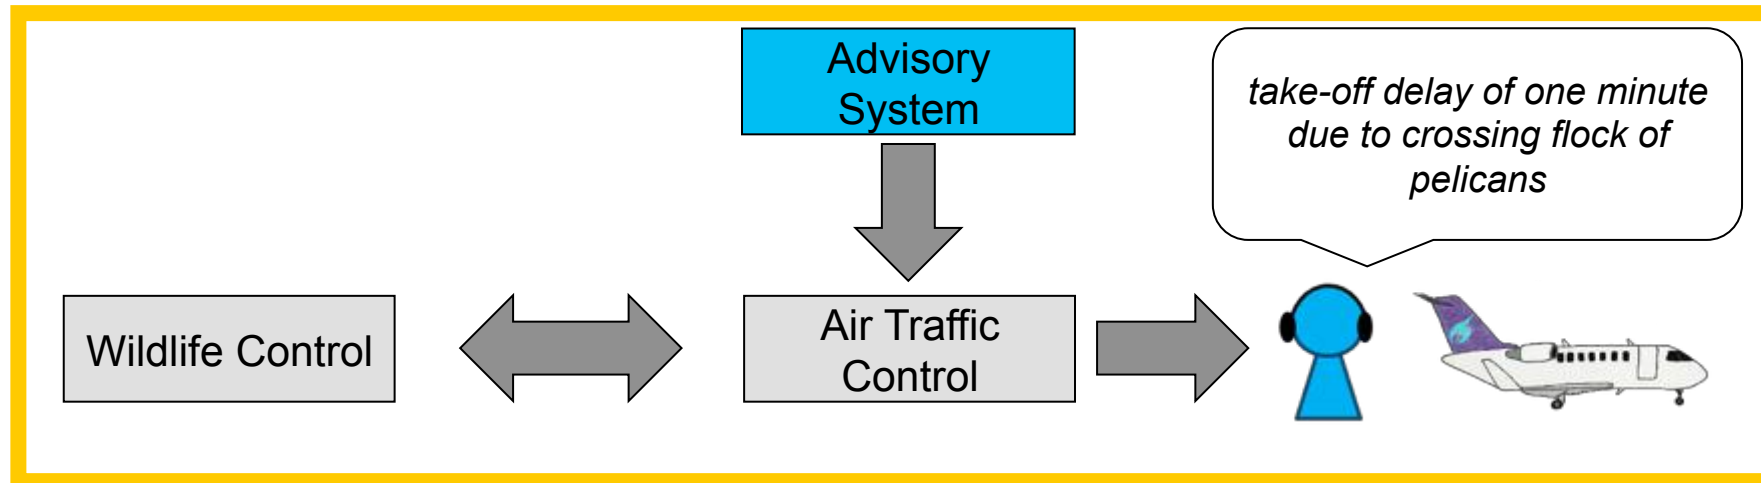 Advisory
System
take-off delay of one minute
due to crossing flock of
pelicans
Wildlife Control
Air Traffic
Control